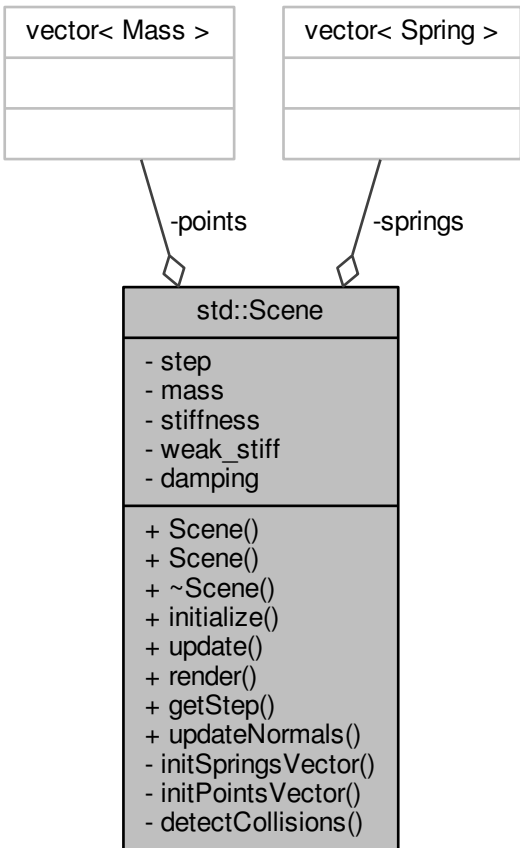 vector< Mass >
vector< Spring >
-points
-springs
std::Scene
- step
- mass
- stiffness
- weak_stiff
- damping
+ Scene()
+ Scene()
+ ~Scene()
+ initialize()
+ update()
+ render()
+ getStep()
+ updateNormals()
- initSpringsVector()
- initPointsVector()
- detectCollisions()